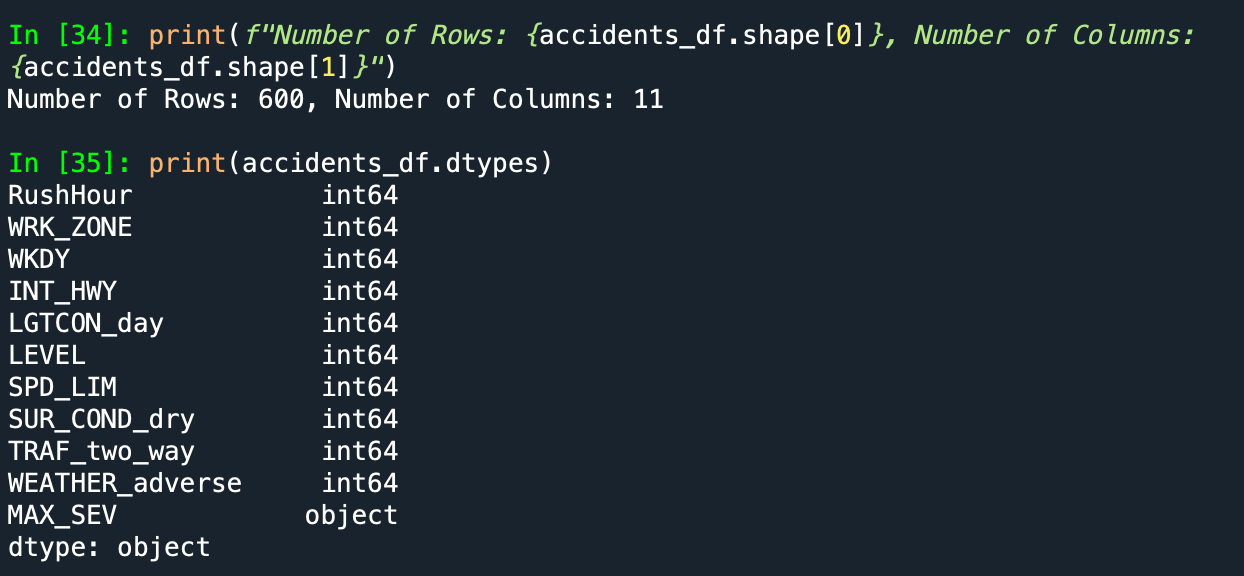 In [34]: print(f"Number of Rows: {accidents_df.shape[0]}, Number of Columns:
{accidents_df.shape[1]}")
Number of Rows: 600, Number of Columns: 11
In [35]: print(accidents_df.dtypes)
RushHour            int64
WRK_ZONE            int64
WKDY                int64
INT_HWY             int64
LGTCON_day          int64
LEVEL               int64
SPD_LIM             int64
SUR_COND_dry        int64
TRAF_two_way        int64
WEATHER_adverse     int64
MAX_SEV            object
dtype: object